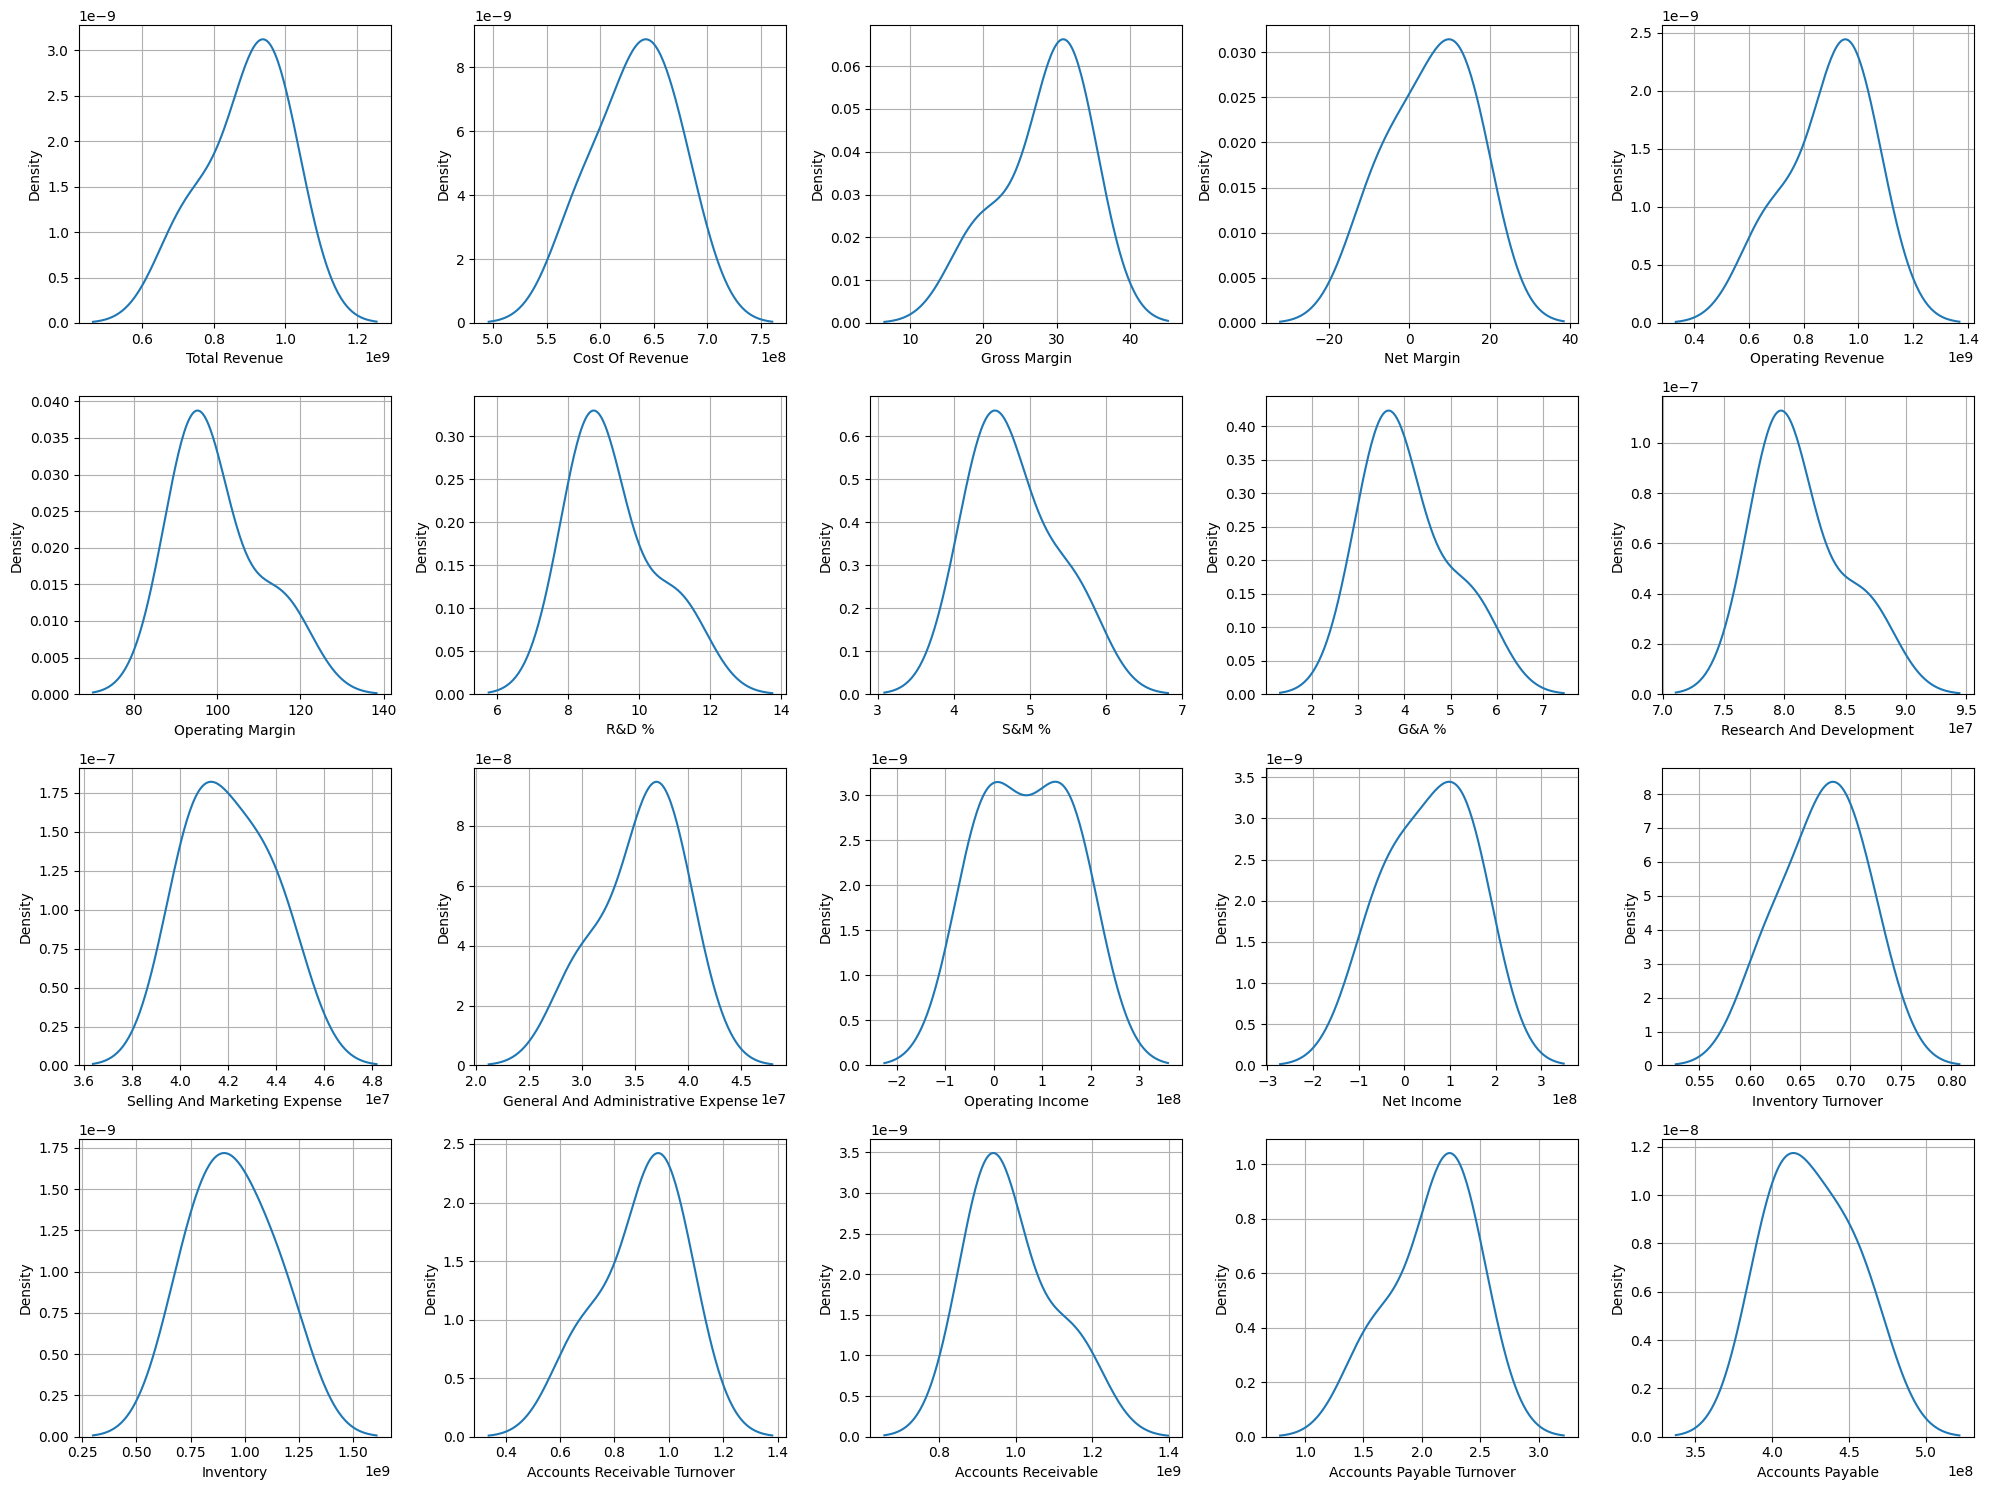 1e−9
3.0
2.5
2.0
1.5
1.0
0.5
0.0
Density
0.6 0.8 1.0 1.2
Total Revenue
1e9
1e−9
8
6
4
2
0
Density
5.0 5.5 6.0 6.5 7.0 7.5
Cost Of Revenue
1e8
0.06
0.05
0.04
0.03
0.02
0.01
0.00
Density
10 20 30 40
Gross Margin
0.030
0.025
0.020
0.015
0.010
0.005
0.000
Density
−20 0 20 40
Net Margin
1e−9
2.5
2.0
1.5
1.0
0.5
0.0
Density
0.4 0.6 0.8 1.0 1.2 1.4
Operating Revenue
1e9
0.040
0.035
0.030
0.025
0.020
0.015
0.010
0.005
0.000
Density
80 100 120 140
Operating Margin
0.30
0.25
0.20
0.15
0.10
0.05
0.00
Density
6 8 10 12 14
R&D %
0.6
0.5
0.4
0.3
0.2
0.1
0.0
Density
3 4 5 6 7
S&M %
0.40
0.35
0.30
0.25
0.20
0.15
0.10
0.05
0.00
Density
2 3 4 5 6 7
G&A %
1e−7
1.0
0.8
0.6
0.4
0.2
0.0
Density
7.0 7.5 8.0 8.5 9.0 9.5
Research And Development
1e7
1e−7
1.75
1.50
1.25
1.00
0.75
0.50
0.25
0.00
Density
3.6 3.8 4.0 4.2 4.4 4.6 4.8
Selling And Marketing Expense
1e7
1e−8
8
6
4
2
0
Density
2.0 2.5 3.0 3.5 4.0 4.5
General And Administrative Expense
1e7
1e−9
3.0
2.5
2.0
1.5
1.0
0.5
0.0
Density
−2 −1 0 1 2 3
Operating Income
1e8
1e−9
3.5
3.0
2.5
2.0
1.5
1.0
0.5
0.0
Density
−3 −2 −1 0 1 2 3
Net Income
1e8
8
7
6
5
4
3
2
1
0
Density
0.55 0.60 0.65 0.70 0.75 0.80
Inventory Turnover
1e−9
1.75
1.50
1.25
1.00
0.75
0.50
0.25
0.00
Density
0.25 0.50 0.75 1.00 1.25 1.50
Inventory
1e9
2.5
2.0
1.5
1.0
0.5
0.0
Density
0.4 0.6 0.8 1.0 1.2 1.4
Accounts Receivable Turnover
1e−9
3.5
3.0
2.5
2.0
1.5
1.0
0.5
0.0
Density
0.8 1.0 1.2 1.4
Accounts Receivable
1e9
1.0
0.8
0.6
0.4
0.2
0.0
Density
1.0 1.5 2.0 2.5 3.0
Accounts Payable Turnover
1e−8
1.2
1.0
0.8
0.6
0.4
0.2
0.0
Density
3.5 4.0 4.5 5.0
Accounts Payable
1e8